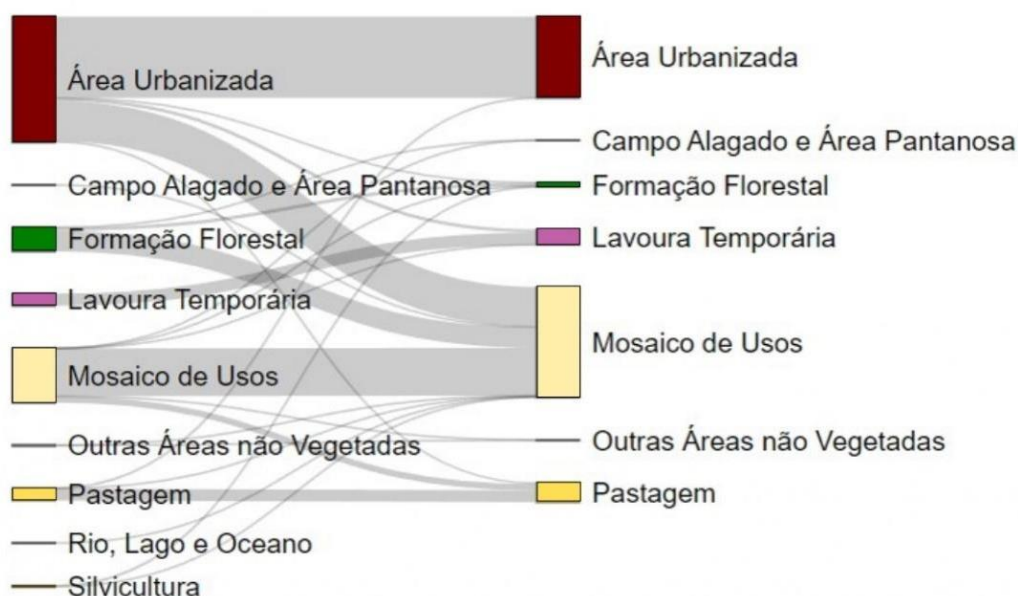 Área Urbanizada
Campo Alagado e Área Pantanosa
Formação Florestal
Lavoura Temporária
Mosaico de Usos
Outras Áreas não Vegetadas
Pastagem
Rio, Lago e Oceano
Silvicultura
Área Urbanizada
Campo Alagado e Área Pantanosa
Formação Florestal
Lavoura Temporária
Mosaico de Usos
Outras Áreas não Vegetadas
Pastagem